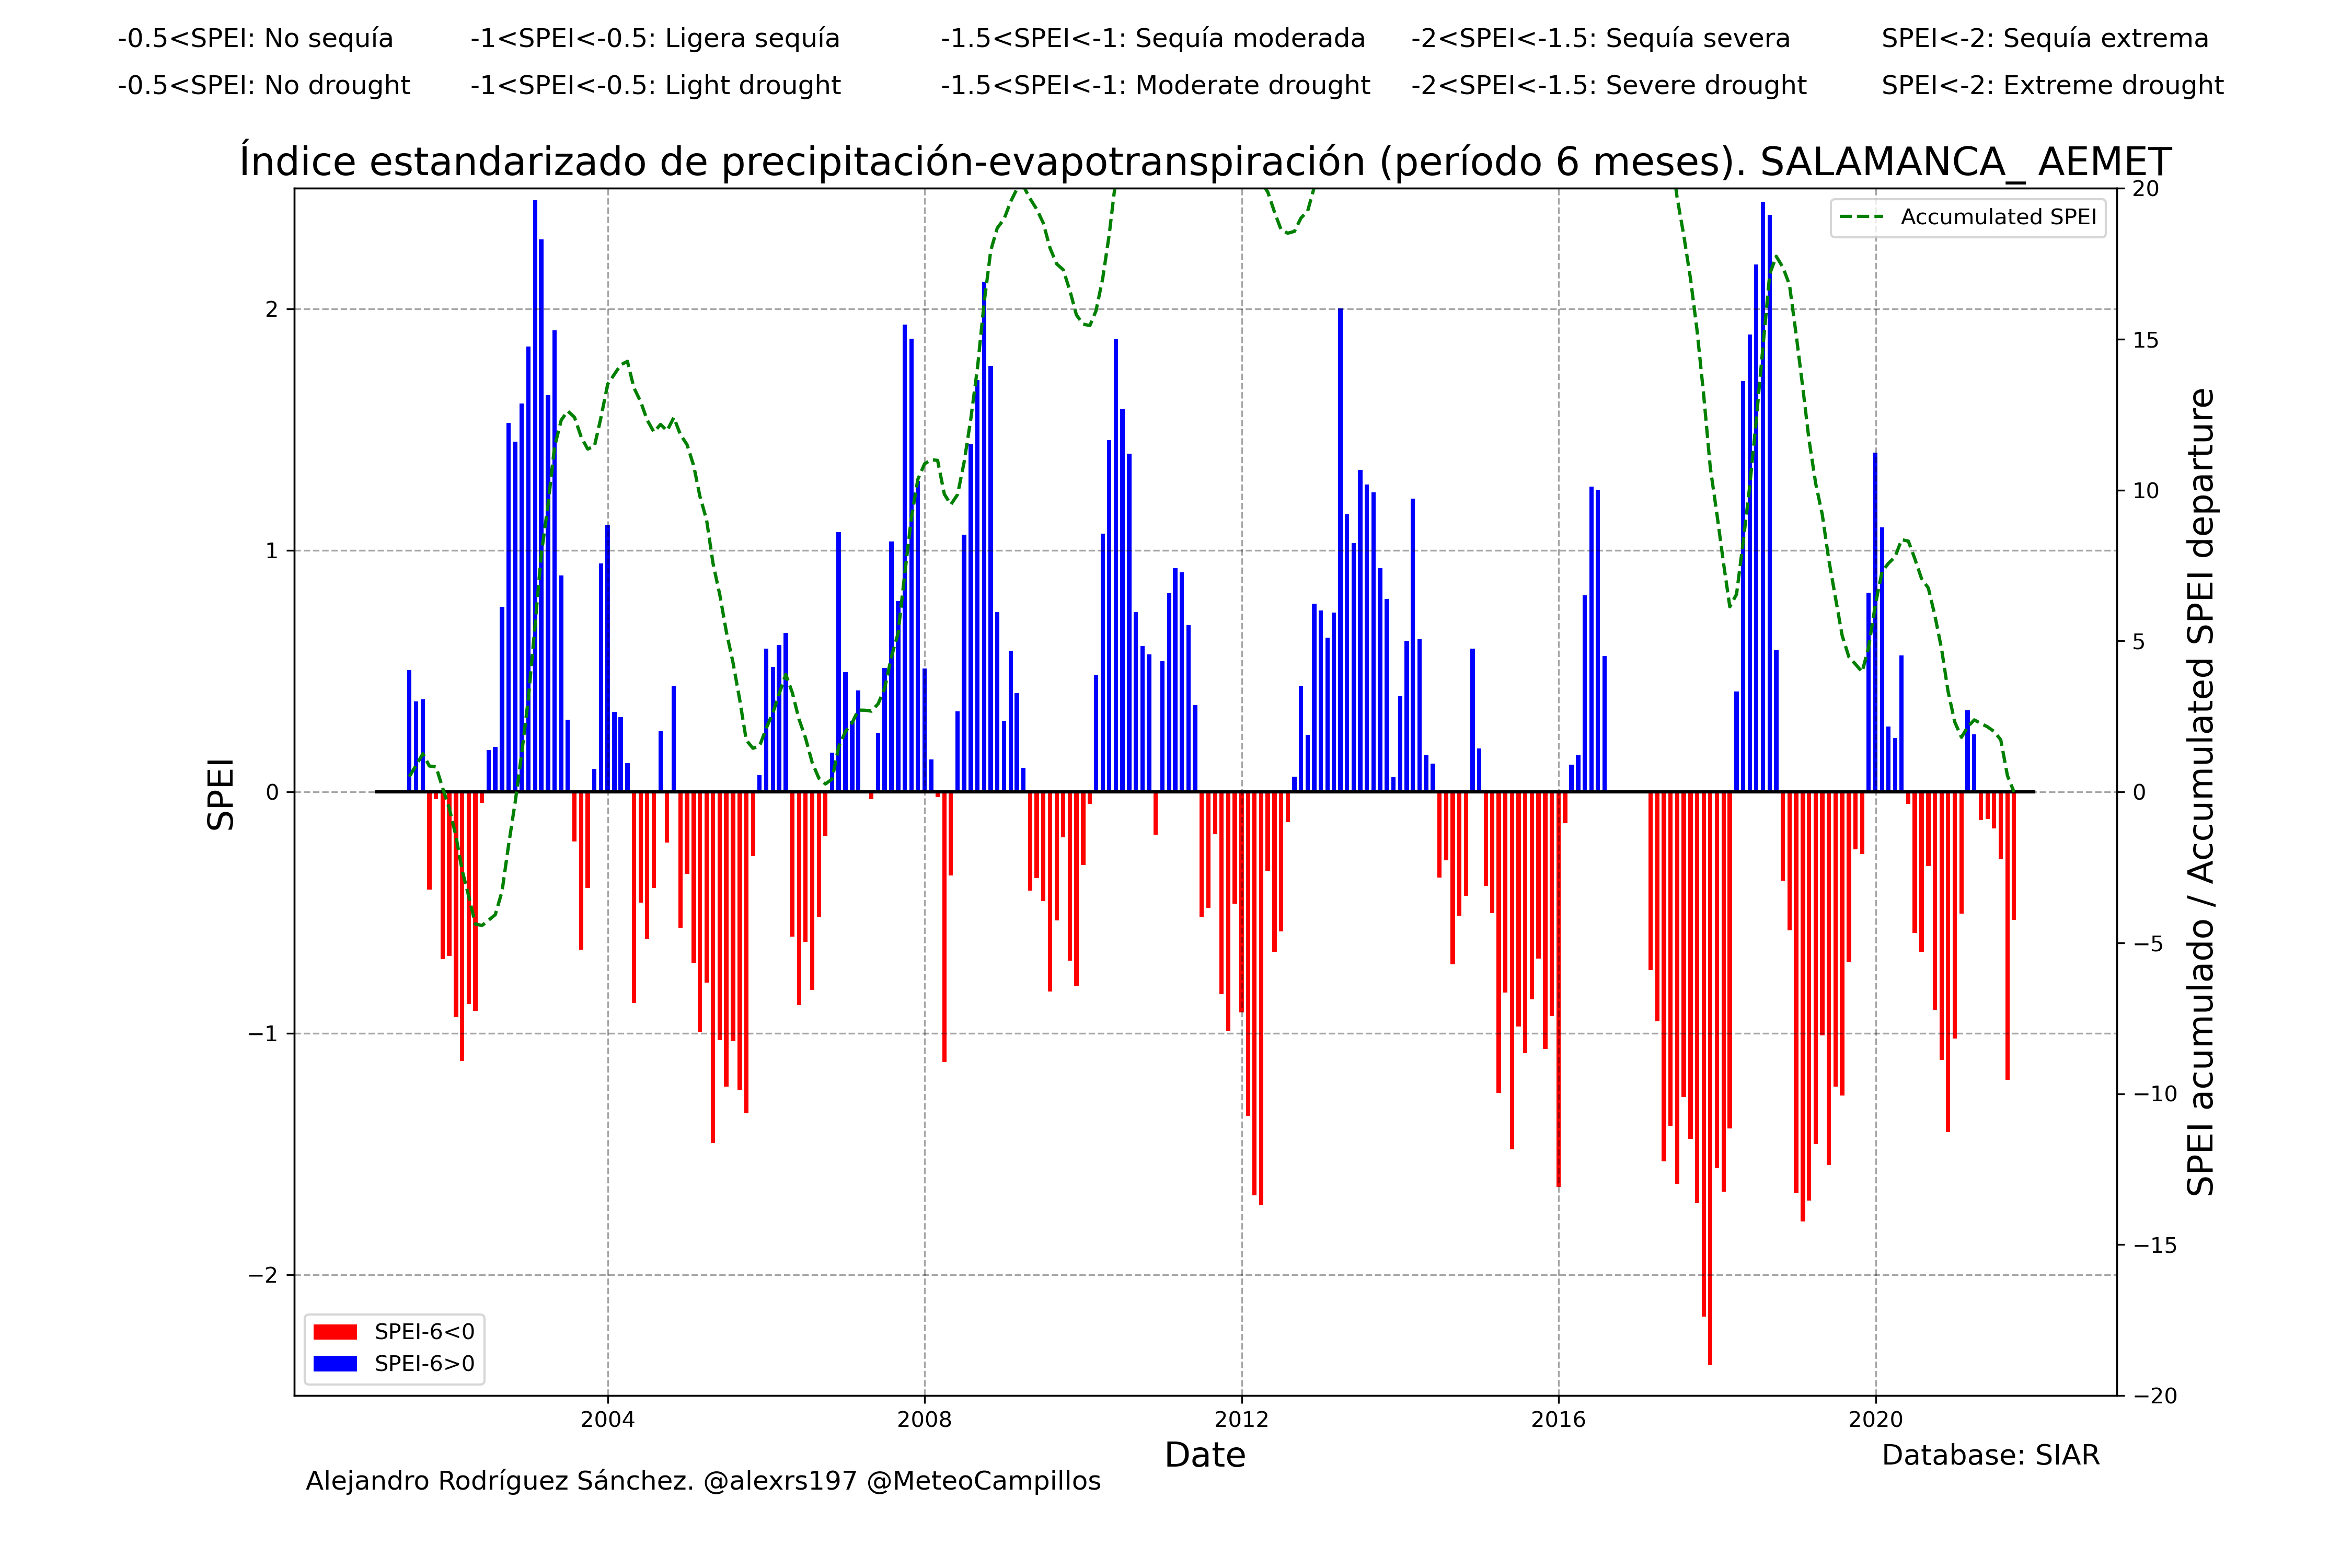 -0.5<SPEI: No sequía -1<SPEI<-0.5: Ligera sequía -1.5<SPEI<-1: Sequía moderada -2<SPEI<-1.5: Sequía severa SPEI<-2: Sequía extrema
-0.5<SPEI: No drought -1<SPEI<-0.5: Light drought -1.5<SPEI<-1: Moderate drought -2<SPEI<-1.5: Severe drought SPEI<-2: Extreme drought
Índice estandarizado de precipitación-evapotranspiración (período 6 meses). SALAMANCA_ AEMET
Accumulated SPEI
SPEI
2
1
0
−1
−2
20
15
10
5
0
−5
−10
−15
−20
SPEI acumulado / Accumulated SPEI departure
SPEI-6<0
SPEI-6>0
2004 2008 2012 2016 2020
Date
Database: SIAR
Alejandro Rodríguez Sánchez. @alexrs197 @MeteoCampillos